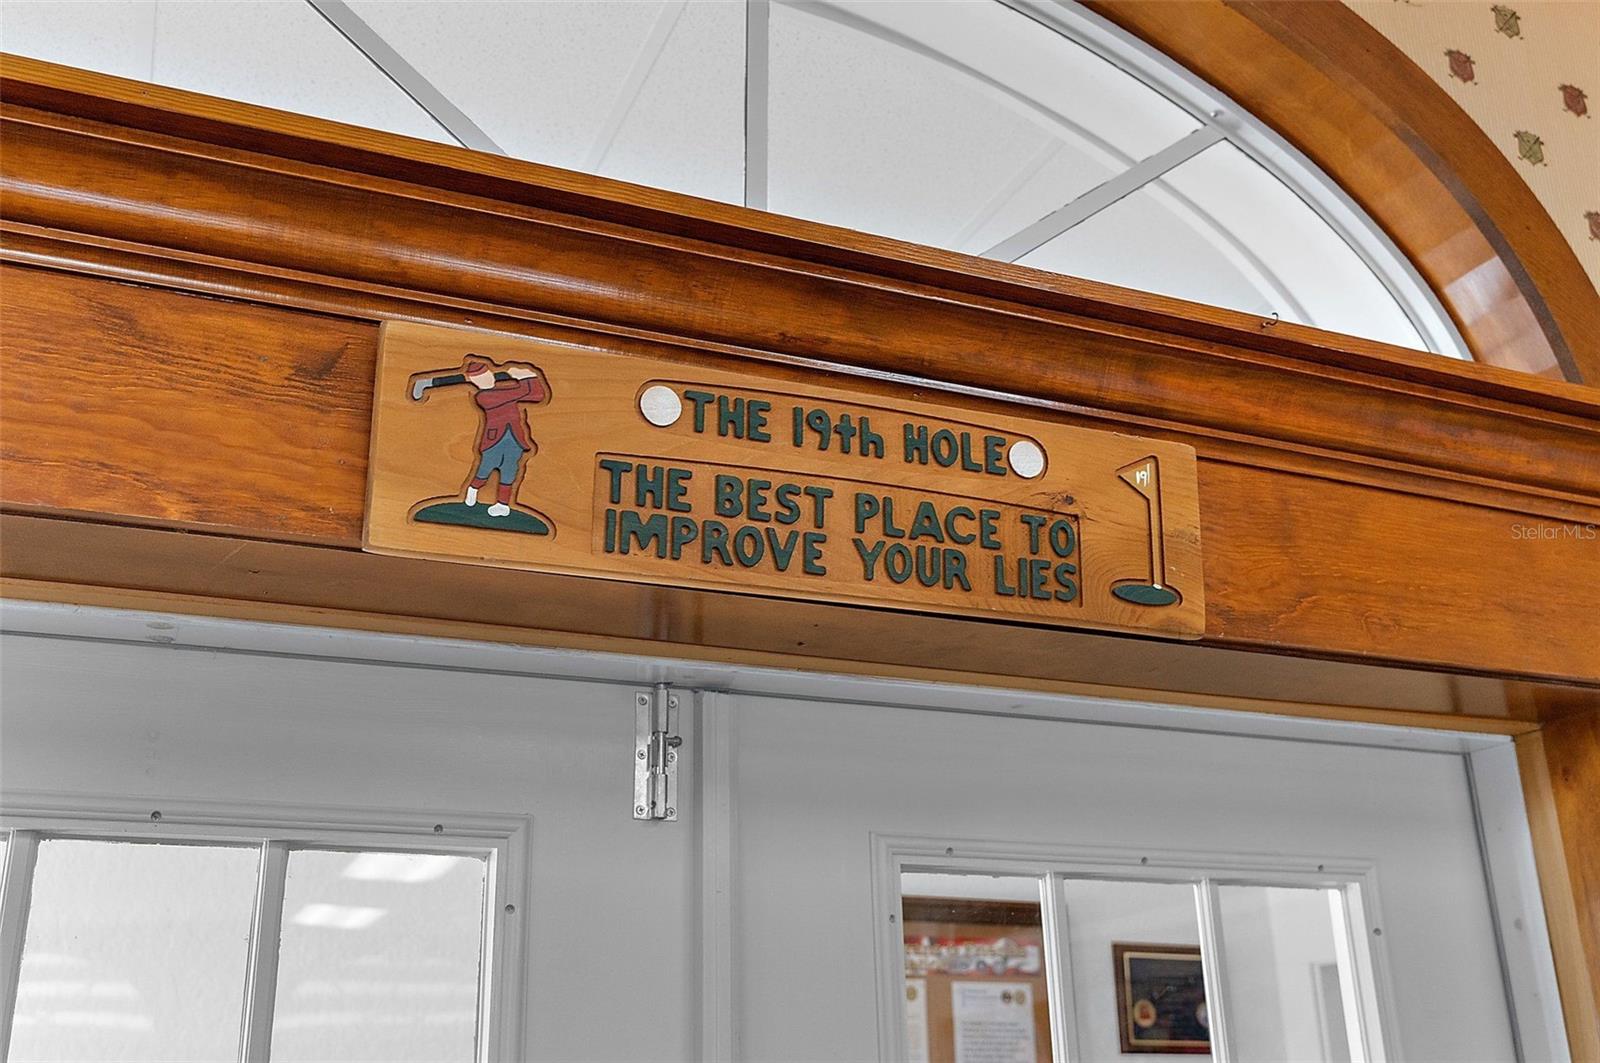 THE 19th HOLE
THE BEST PLACE TO
IMPROVE YOUR LIES
19
StellarMLS